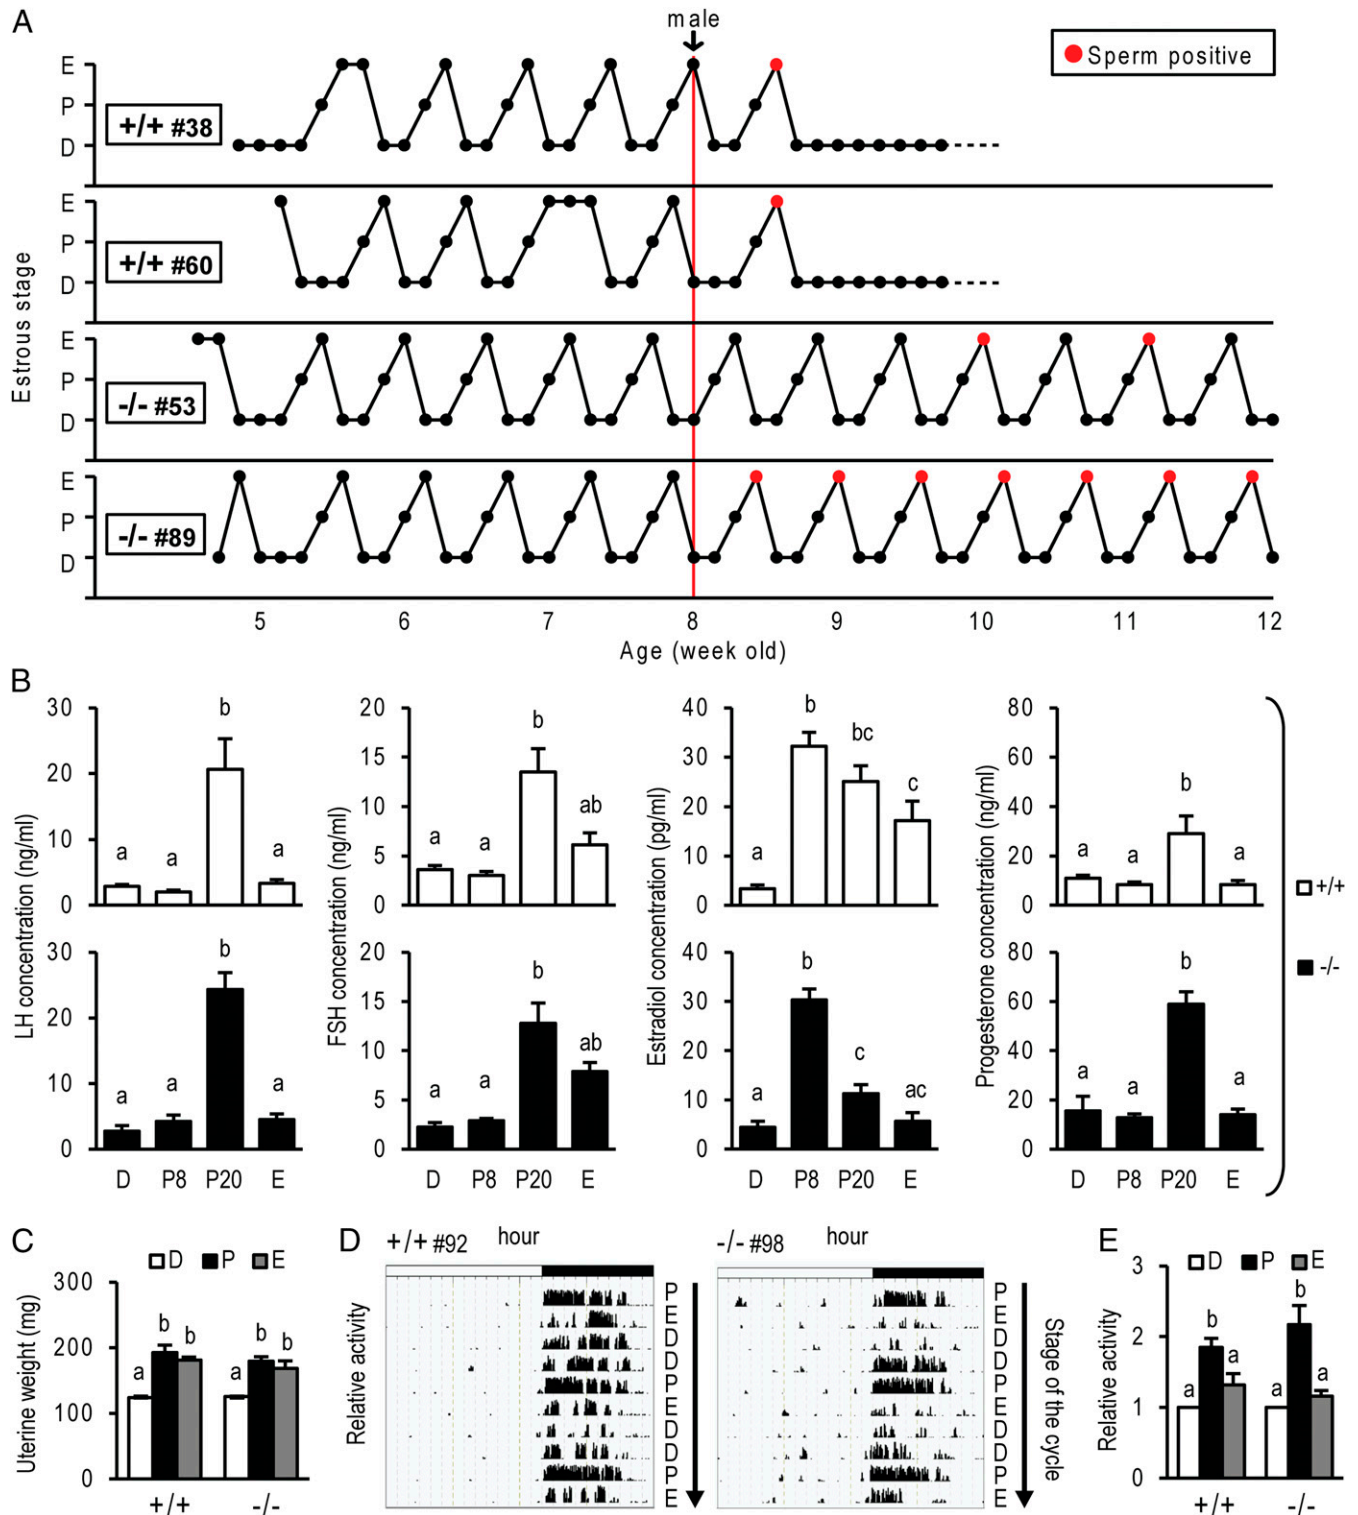 A
male
Sperm positive
Estrous stage
E
P
D
+/+ #38
E
P
D
+/+ #60
E
P
D
-/- #53
E
P
D
-/- #89
5 6 7 8 9 10 11 12
Age (week old)
B
LH concentration (ng/ml)
30
20
10
0
a a b a
30
20
10
0
a a b a
D P8 P20 E
FSH concentration (ng/ml)
20
15
10
5
0
a a b ab
20
15
10
5
0
a a b ab
D P8 P20 E
Estradiol concentration (pg/ml)
40
30
20
10
0
a b bc c
40
30
20
10
0
a b c ac
D P8 P20 E
Progesterone concentration (ng/ml)
80
60
40
20
0
a a b a
80
60
40
20
0
a a b a
D P8 P20 E
+/+
-/-
C
D P E
Uterine weight (mg)
300
200
100
0
a b b a b b
+/+ -/-
D
+/+ #92 hour
Relative activity
P
E
D
D
P
E
D
D
P
E
-/- #98 hour
P
E
D
D
P
E
D
D
P
E
Stage of the cycle
E
D P E
Relative activity
3
2
1
0
a b a a b a
+/+ -/-